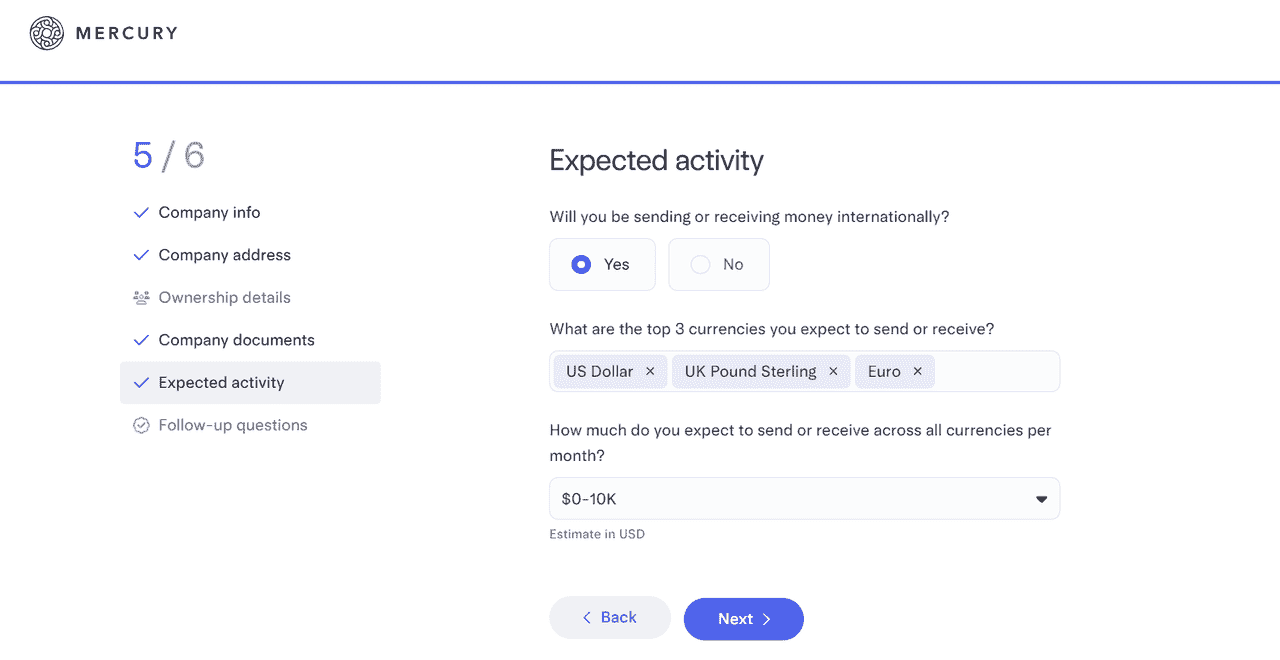 MERCURY
5 / 6
Company info
Company address
Ownership details
Company documents
Expected activity
Follow-up questions
Expected activity
Will you be sending or receiving money internationally?
Yes
No
What are the top 3 currencies you expect to send or receive?
US Dollar × UK Pound Sterling × Euro ×
How much do you expect to send or receive across all currencies per
month?
$0-10K
Estimate in USD
Back
Next